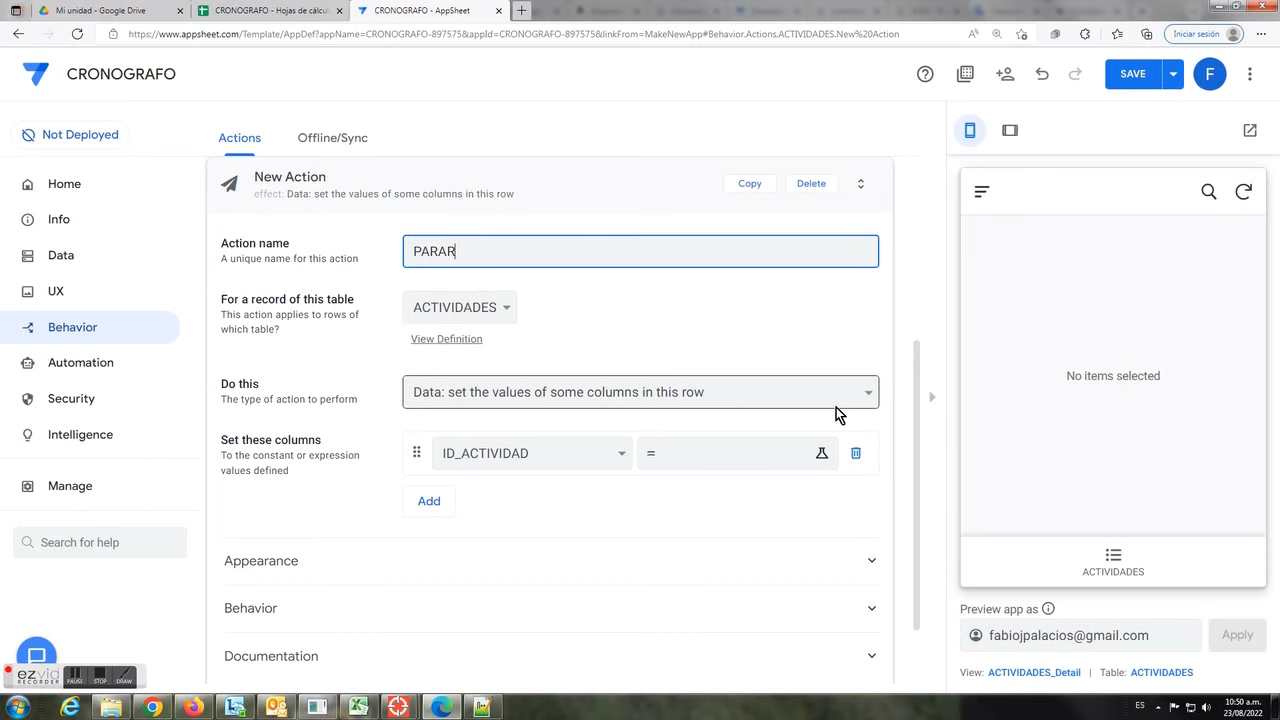 Mi unidad - Google Drive
CRONOGRAFO - Hojas de cálcu
CRONOGRAFO - AppSheet
https://www.appsheet.com/Template/AppDef?appName=CRONOGRAFO-897575&appId=CRONOGRAFO-897575&linkFrom=MakeNewApp#Behavior.Actions.ACTIVIDADES.New%20Action
Iniciar sesión
CRONOGRAFO
SAVE
F
Not Deployed
Home
Info
Data
UX
Behavior
Automation
Security
Intelligence
Manage
Search for help
Actions
Offline/Sync
New Action
effect: Data: set the values of some columns in this row
Copy
Delete
Action name
A unique name for this action
PARAR
For a record of this table
This action applies to rows of
which table?
ACTIVIDADES
View Definition
Do this
The type of action to perform
Data: set the values of some columns in this row
Set these columns
To the constant or expression
values defined
ID_ACTIVIDAD
=
Add
Appearance
Behavior
Documentation
No items selected
ACTIVIDADES
Preview app as
fabiojpalacios@gmail.com
Apply
View: ACTIVIDADES_Detail | Table: ACTIVIDADES
ezvid
RECORDER
PAUSE
STOP
DRAW
ES
10:50 a.m.
23/08/2022